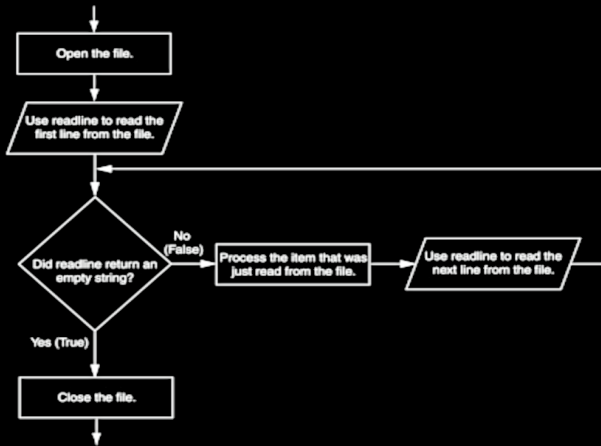 Open the file.
Use readline to read the
first line from the file.
Did readline return an
empty string?
No
(False)
Process the item that was
just read from the file.
Use readline to read the
next line from the file.
Yes (True)
Close the file.